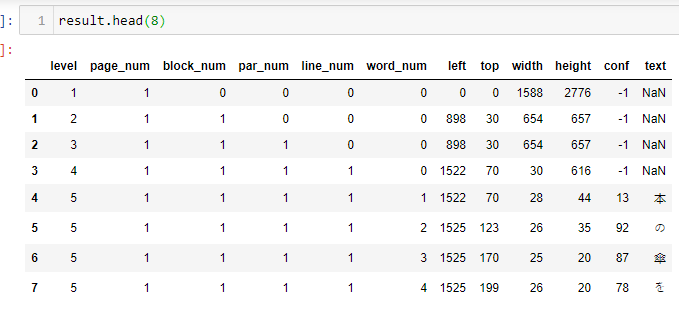 ]: 1 result.head(8)
]:
level page_num block_num par_num line_num word_num left top width height conf text
0 1 1 0 0 0 0 0 0 1588 2776 -1 NaN
1 2 1 1 0 0 0 898 30 654 657 -1 NaN
2 3 1 1 1 0 0 898 30 654 657 -1 NaN
3 4 1 1 1 1 0 1522 70 30 616 -1 NaN
4 5 1 1 1 1 1 1522 70 28 44 13 本
5 5 1 1 1 1 2 1525 123 26 35 92 の
6 5 1 1 1 1 3 1525 170 25 20 87 傘
7 5 1 1 1 1 4 1525 199 26 20 78 を